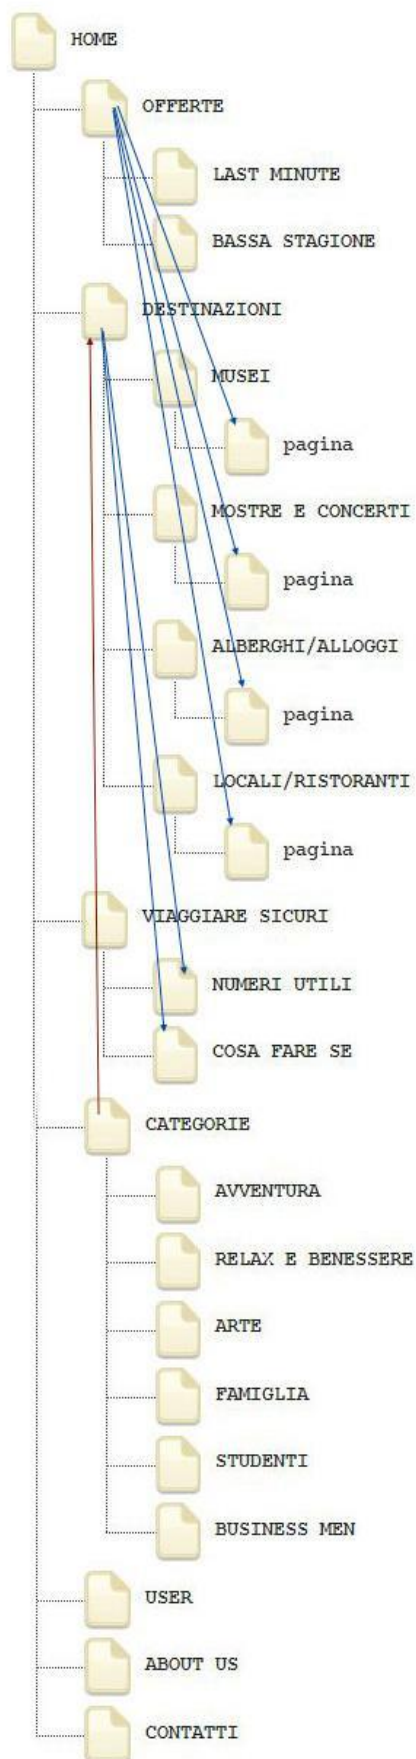 HOME
OFFERTE
LAST MINUTE
BASSA STAGIONE
DESTINAZIONI
MUSEI
pagina
MOSTRE E CONCERTI
pagina
ALBERGHI/ALLOGGI
pagina
LOCALI/RISTORANTI
pagina
VIAGGIARE SICURI
NUMERI UTILI
COSA FARE SE
CATEGORIE
AVVENTURA
RELAX E BENESSERE
ARTE
FAMIGLIA
STUDENTI
BUSINESS MEN
USER
ABOUT US
CONTATTI